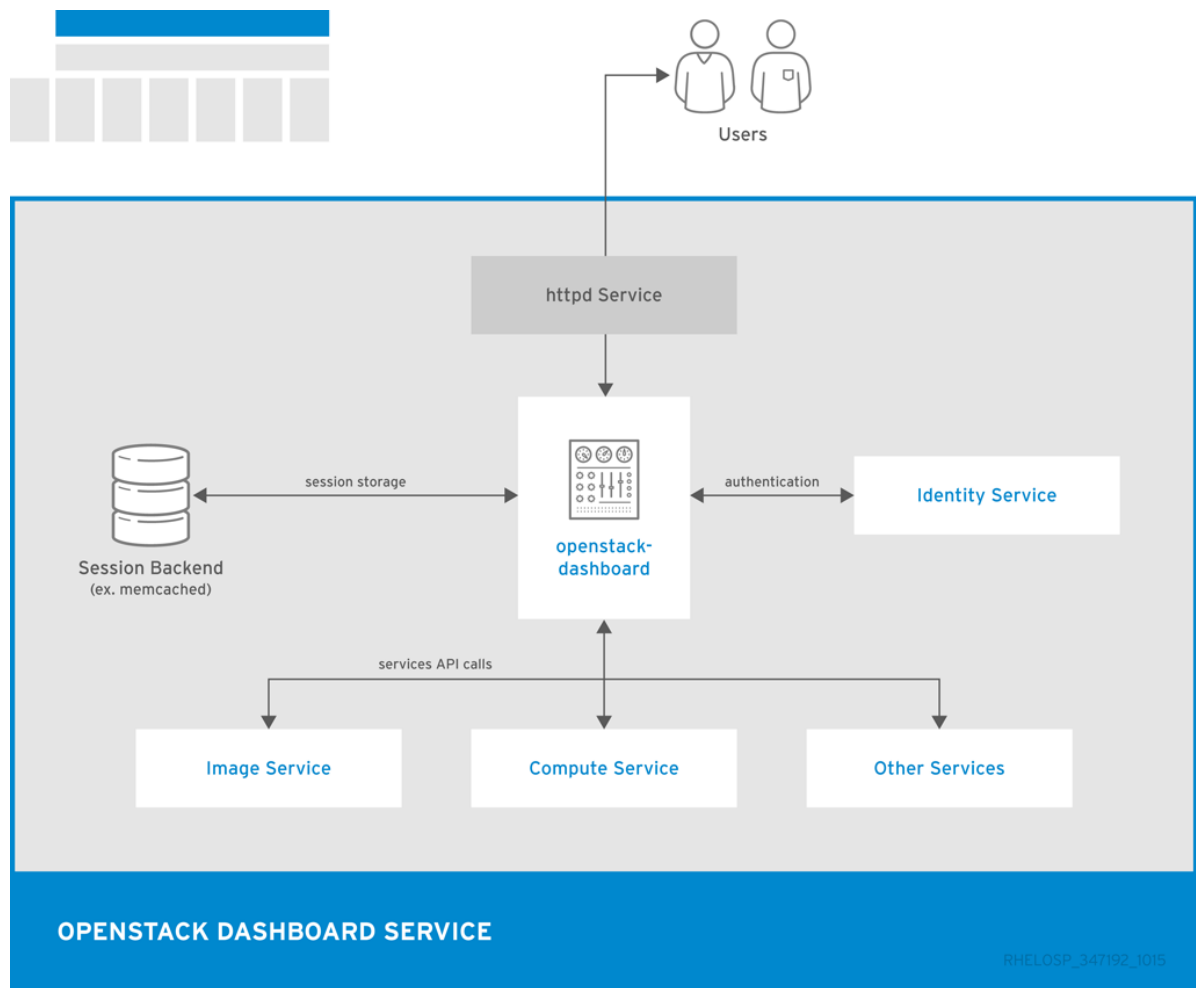 Users
httpd Service
session storage
authentication
Identity Service
openstack-
dashboard
Session Backend
(ex. memcached)
services API calls
Image Service
Compute Service
Other Services
OPENSTACK DASHBOARD SERVICE
RHELOSP_347192_1015